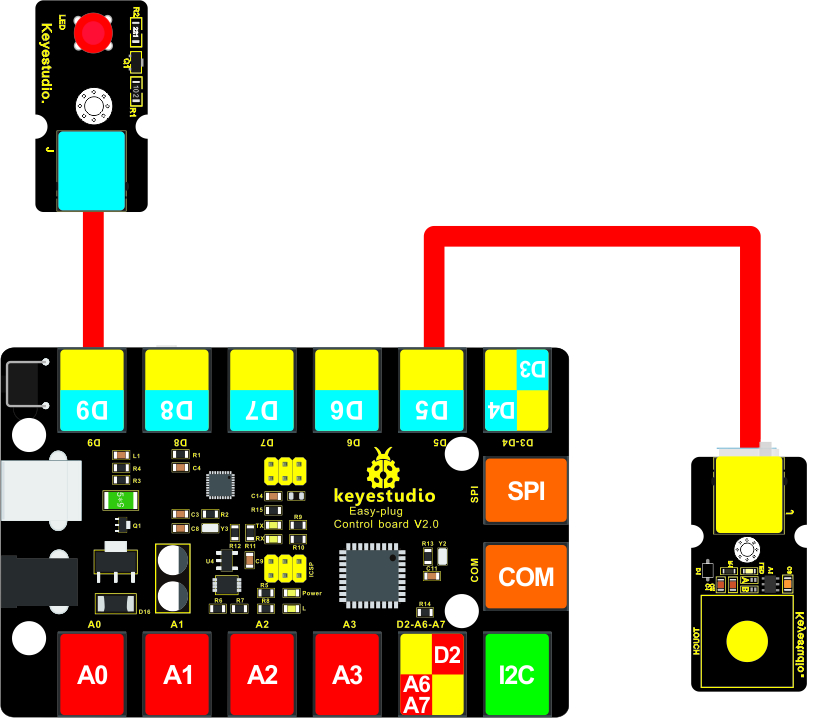 R2
221
LED
Q1
102
R1
Keyestudio.
J
D9
D8
D7
D6
D5
D3
D4
D9
D8
D7
D6
D5
D3-D4
L1
R4
R3
Q1
R1
C4
C3
R2
C6
Y3
C14
R15
TX
RX
R9
R10
R12
R11
U4
C9
ICSP
R5
R6
R7
R8
Power
L
D16
keyestudio
Easy-plug
Control board V2.0
R13
Y2
C11
R14
SPI
SPI
COM
COM
A0
A1
A2
A3
D2-A6-A7
A0
A1
A2
A3
D2
A6
A7
I2C
J
LED
A
B
TOUCH
Keyestudio.